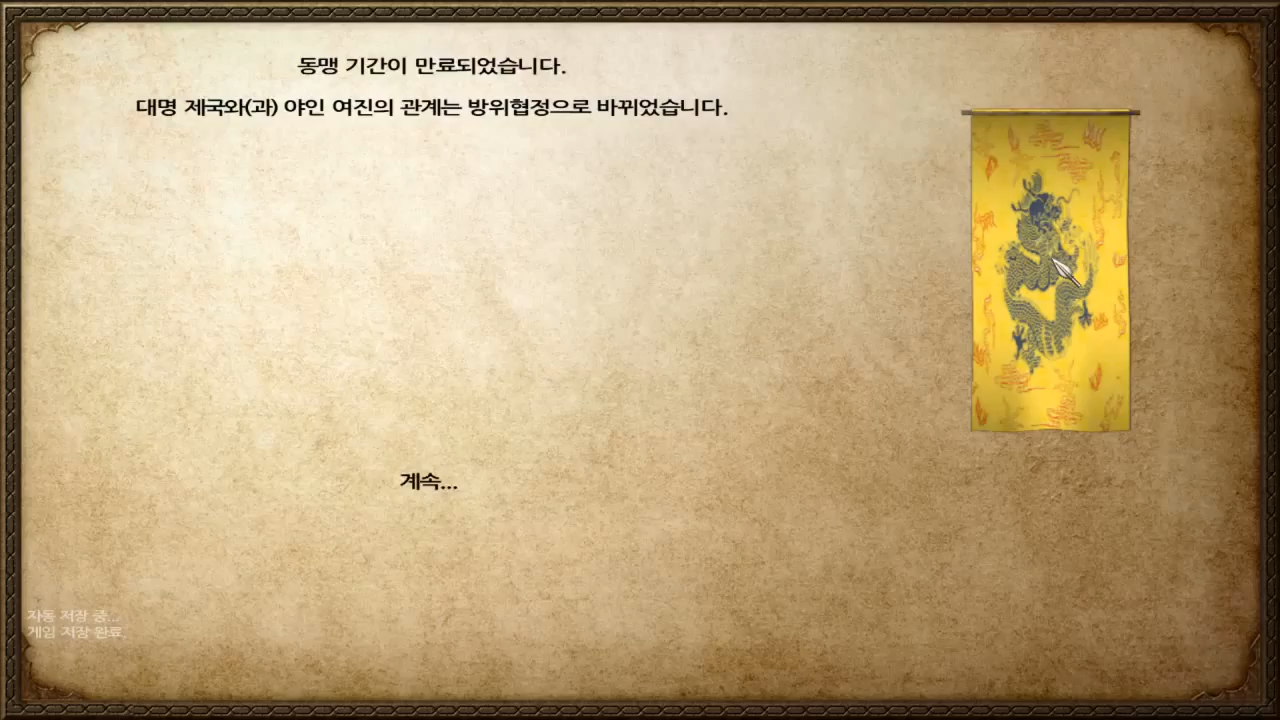 동맹 기간이 만료되었습니다.
대명 제국와(과) 야인 여진의 관계는 방위협정으로 바뀌었습니다.
계속...
자동 저장 중...
게임 저장 완료.